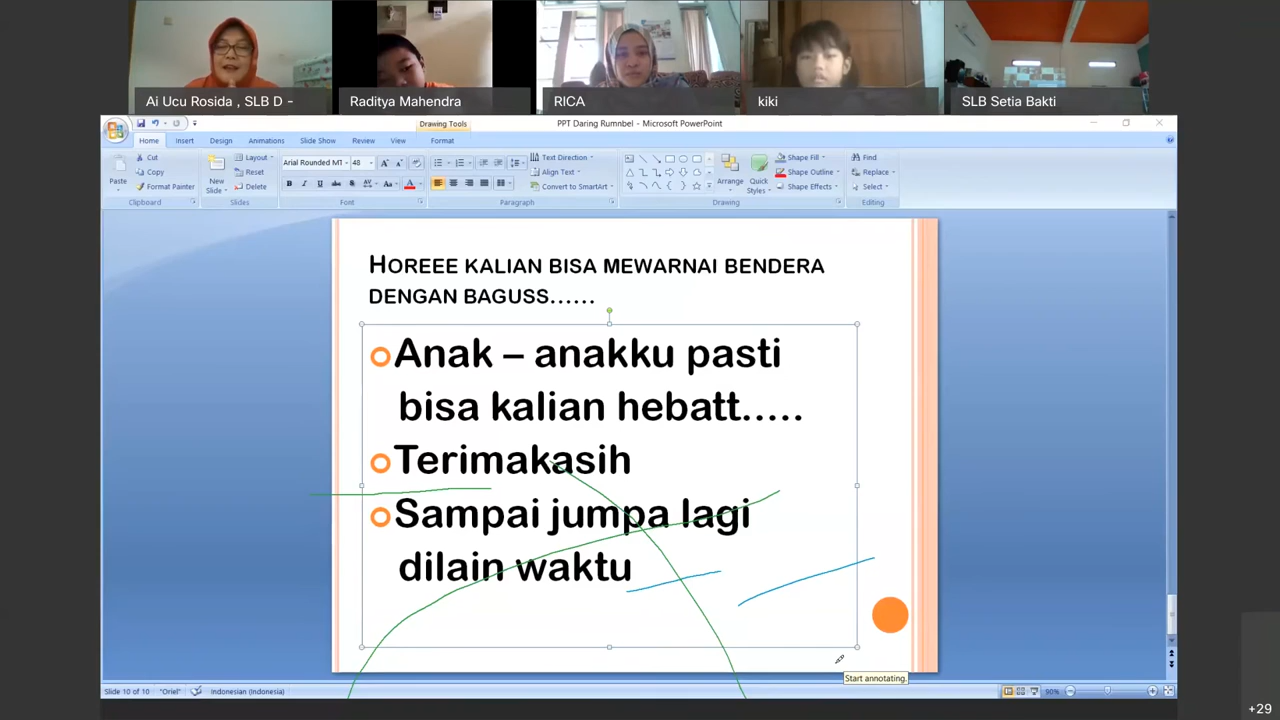 Ai Ucu Rosida , SLB D -
Raditya Mahendra
RICA
kiki
SLB Setia Bakti
Drawing Tools
PPT Daring Rumnbel - Microsoft PowerPoint
Home
Insert
Design
Animations
Slide Show
Review
View
Format
Paste
Cut
Copy
Format Painter
Clipboard
New
Slide
Layout
Reset
Delete
Slides
Arial Rounded MT
48
Font
Text Direction
Align Text
Convert to SmartArt
Paragraph
Arrange
Quick
Styles
Shape Fill
Shape Outline
Shape Effects
Drawing
Find
Replace
Select
Editing
HOREEE KALIAN BISA MEWARNAI BENDERA
DENGAN BAGUSS......
Anak – anakku pasti
bisa kalian hebatt.....
Terimakasih
Sampai jumpa lagi
dilain waktu
Start annotating.
Slide 10 of 10
"Oriel"
Indonesian (Indonesia)
90%
+29